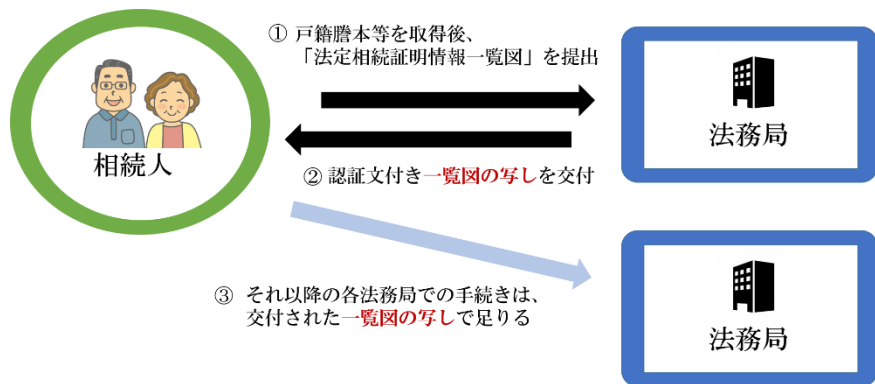 ① 戸籍謄本等を取得後、
「法定相続証明情報一覧図」を提出
法務局
相続人
② 認証文付き一覧図の写しを交付
③ それ以降の各法務局での手続きは、
交付された一覧図の写しで足りる
法務局